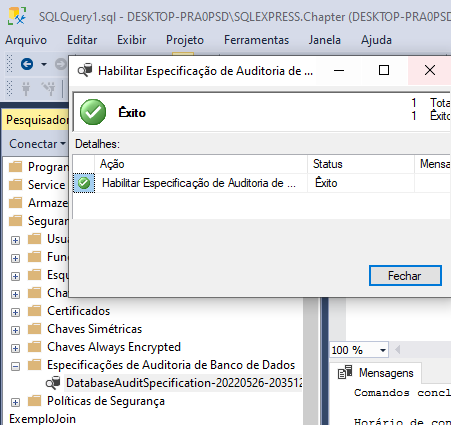 SQLQuery1.sql - DESKTOP-PRA0PSD\SQLEXPRESS.Chapter (DESKTOP-PRA0PSD
Arquivo Editar Exibir Projeto Ferramentas Janela Ajuda
Habilitar Especificação de Auditoria de ...
Êxito
1 Tota
1 Êxito
Detalhes:
Ação Status Mensa
Habilitar Especificação de Auditoria de ... Êxito
Fechar
Pesquisador
Conectar
Program
Service
Armaze
Seguran
Usua
Fun
Esqu
Cha
Certificados
Chaves Simétricas
Chaves Always Encrypted
Especificações de Auditoria de Banco de Dados
DatabaseAuditSpecification-20220526-203512
Políticas de Segurança
ExemploJoin
100 %
Mensagens
Comandos concl
Horário de con